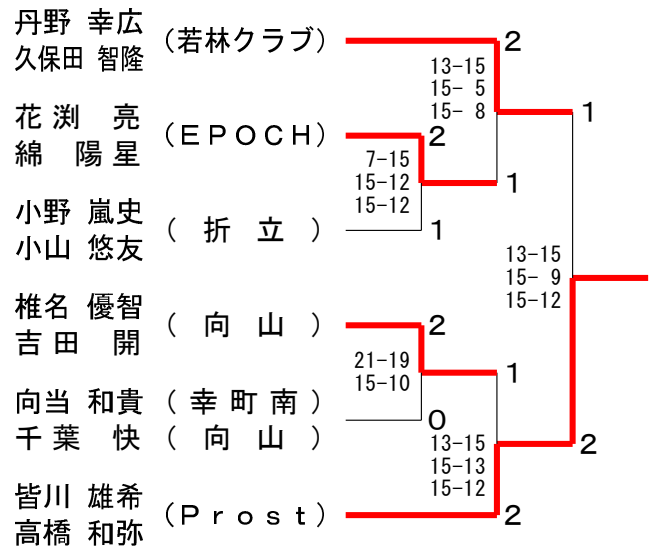 丹野 幸広
久保田 智隆
(若林クラブ)
2
13-15
15- 5
15- 8
1
花渕 亮
綿 陽星
(EPOCH)
2
7-15
15-12
15-12
1
小野 嵐史
小山 悠友
( 折 立 )
1
13-15
15- 9
15-12
椎名 優智
吉田 開
( 向 山 )
2
21-19
15-10
1
向当 和貴
千葉 快
( 幸 町 南 )
( 向 山 )
0
13-15
15-13
15-12
2
皆川 雄希
高橋 和弥
(Prost)
2